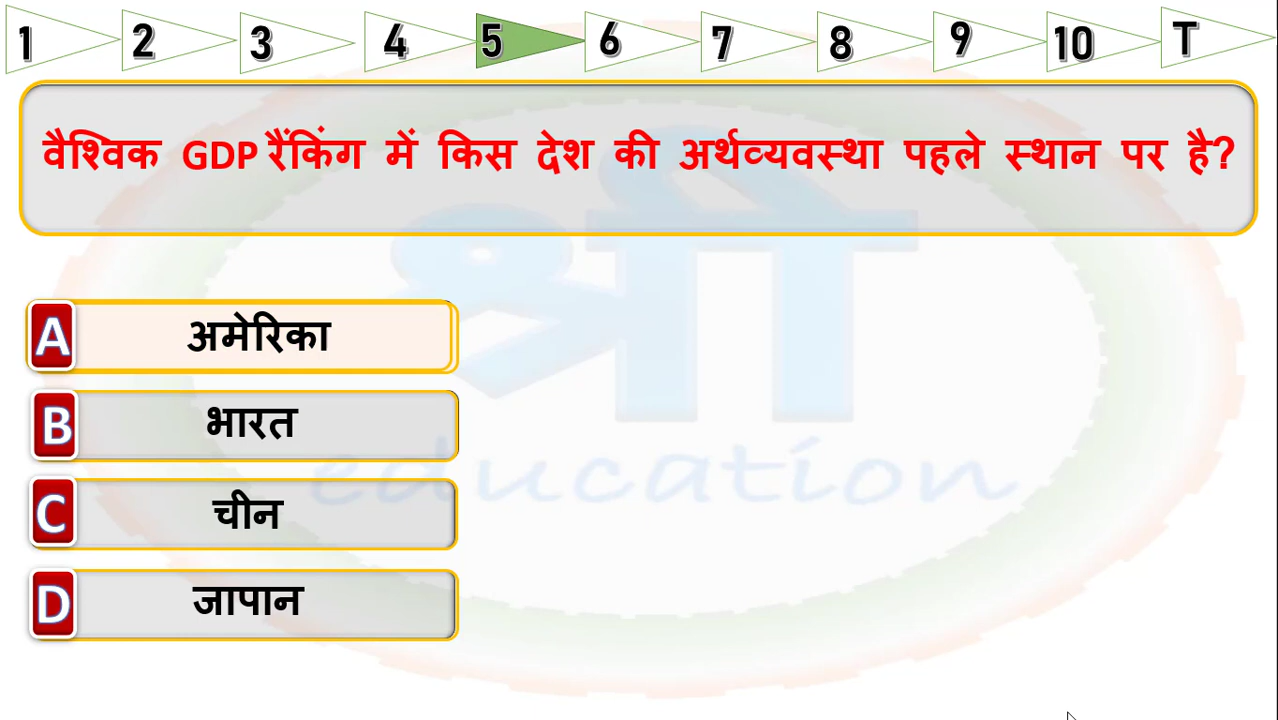 1 2 3 4 5 6 7 8 9 10 T
वैश्विक GDP रैंकिंग में किस देश की अर्थव्यवस्था पहले स्थान पर है?
श्री
education
A अमेरिका
B भारत
C चीन
D जापान